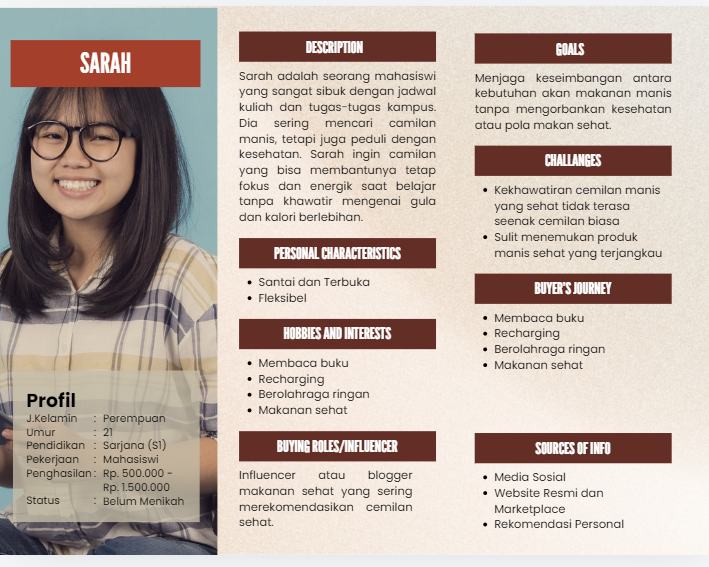 SARAH
Profil
J.Kelamin : Perempuan
Umur : 21
Pendidikan : Sarjana (S1)
Pekerjaan : Mahasiswi
Penghasilan : Rp. 500.000 -
Rp. 1.500.000
Status : Belum Menikah
DESCRIPTION
Sarah adalah seorang mahasiswi
yang sangat sibuk dengan jadwal
kuliah dan tugas-tugas kampus.
Dia sering mencari camilan
manis, tetapi juga peduli dengan
kesehatan. Sarah ingin camilan
yang bisa membantunya tetap
fokus dan energik saat belajar
tanpa khawatir mengenai gula
dan kalori berlebihan.
PERSONAL CHARACTERISTICS
• Santai dan Terbuka
• Fleksibel
HOBBIES AND INTERESTS
• Membaca buku
• Recharging
• Berolahraga ringan
• Makanan sehat
BUYING ROLES/INFLUENCER
Influencer atau blogger
makanan sehat yang sering
merekomendasikan cemilan
sehat.
GOALS
Menjaga keseimbangan antara
kebutuhan akan makanan manis
tanpa mengorbankan kesehatan
atau pola makan sehat.
CHALLANGES
• Kekhawatiran cemilan manis
yang sehat tidak terasa
seenak cemilan biasa
• Sulit menemukan produk
manis sehat yang terjangkau
BUYER'S JOURNEY
• Membaca buku
• Recharging
• Berolahraga ringan
• Makanan sehat
SOURCES OF INFO
• Media Sosial
• Website Resmi dan
Marketplace
• Rekomendasi Personal